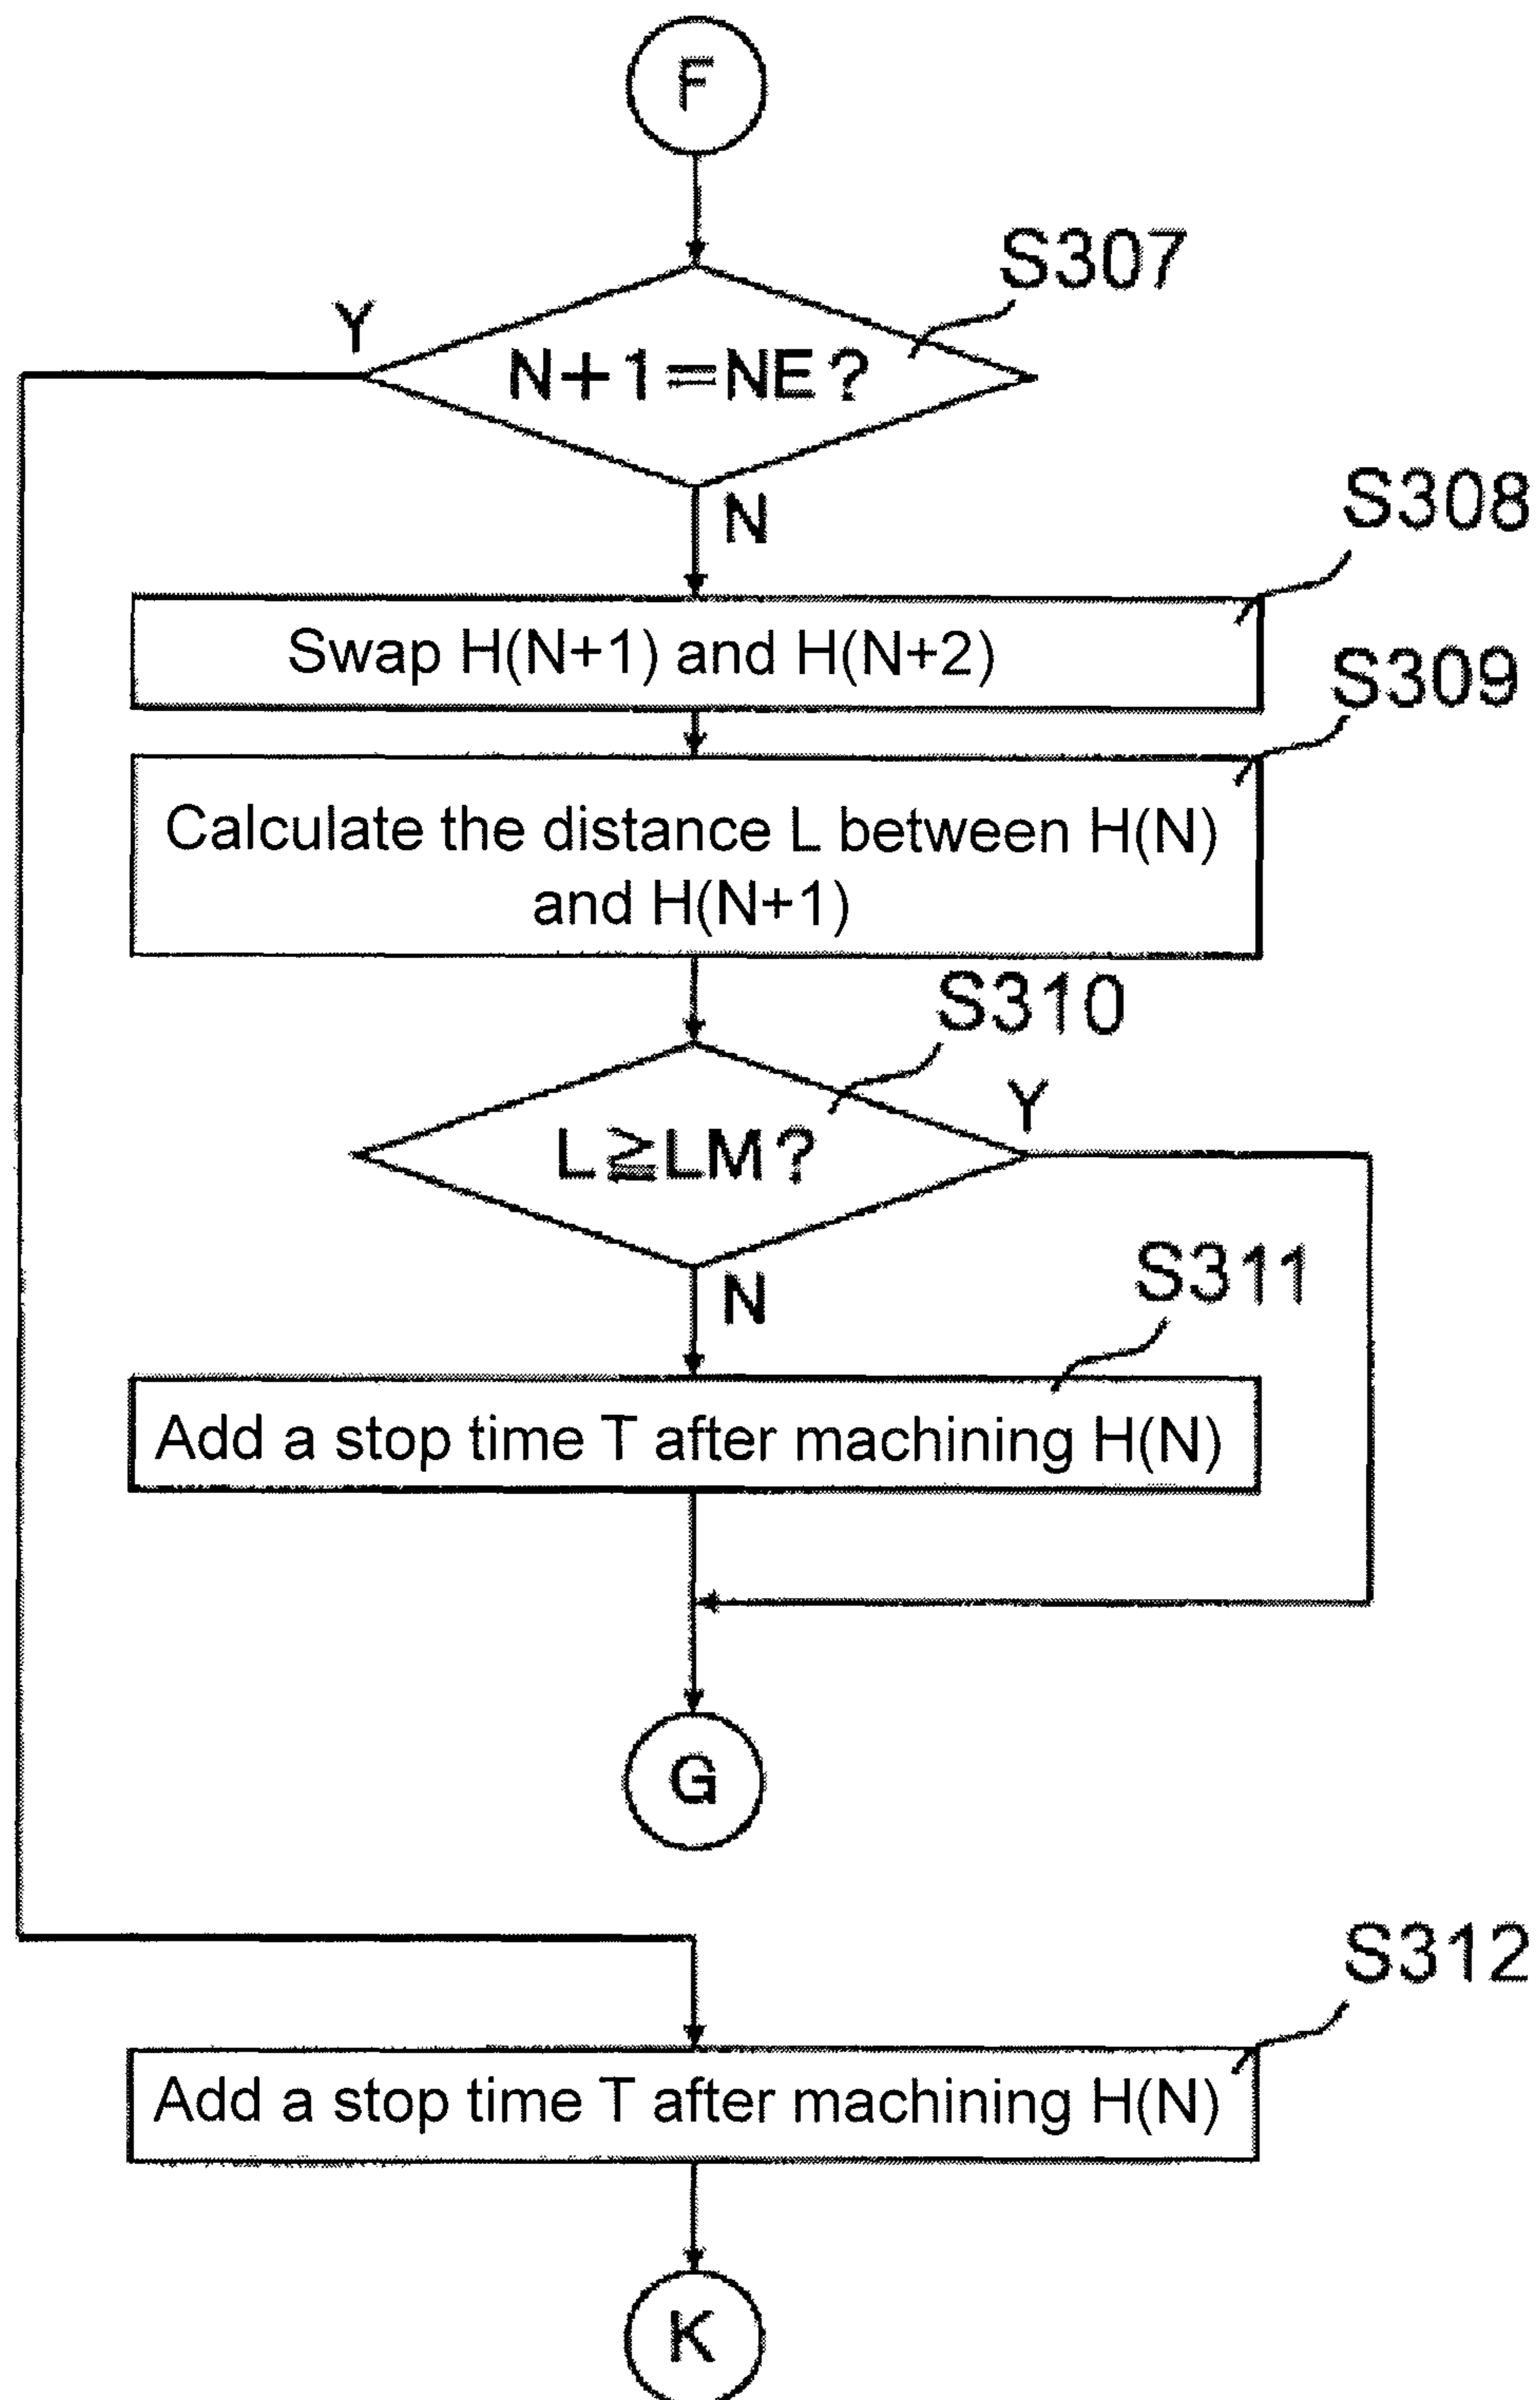 F
S307
Y
N+1=NE?
N
S308
Swap H(N+1) and H(N+2)
S309
Calculate the distance L between H(N)
and H(N+1)
S310
Y
L≧LM?
N
S311
Add a stop time T after machining H(N)
G
S312
Add a stop time T after machining H(N)
K